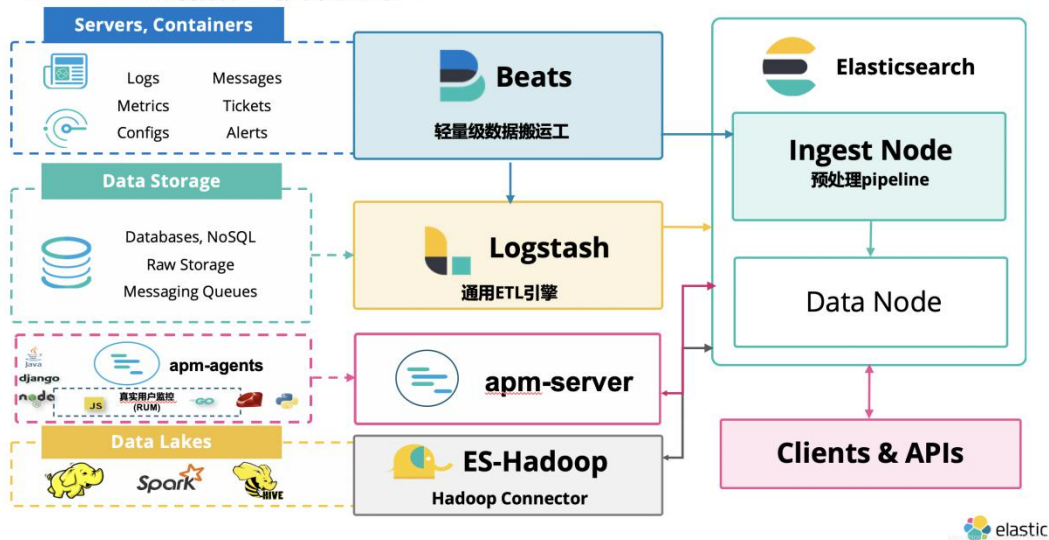 Servers, Containers
Logs
Messages
Metrics
Tickets
Configs
Alerts
Beats
轻量级数据搬运工
Elasticsearch
Ingest Node
预处理pipeline
Data Storage
Databases, NoSQL
Raw Storage
Messaging Queues
Logstash
通用ETL引擎
Data Node
Java
django
node
apm-agents
JS
真实用户监控
(RUM)
GO
apm-server
Data Lakes
Spark
HIVE
ES-Hadoop
Hadoop Connector
Clients & APIs
elastic